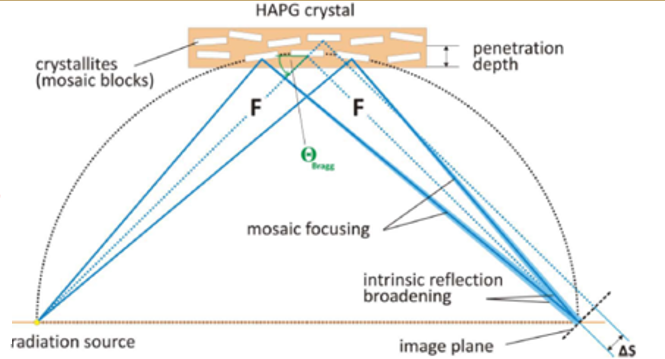 HAPG crystal
crystallites
(mosaic blocks)
penetration
depth
F
F
Θ
Bragg
mosaic focusing
intrinsic reflection
broadening
radiation source
image plane
ΔS